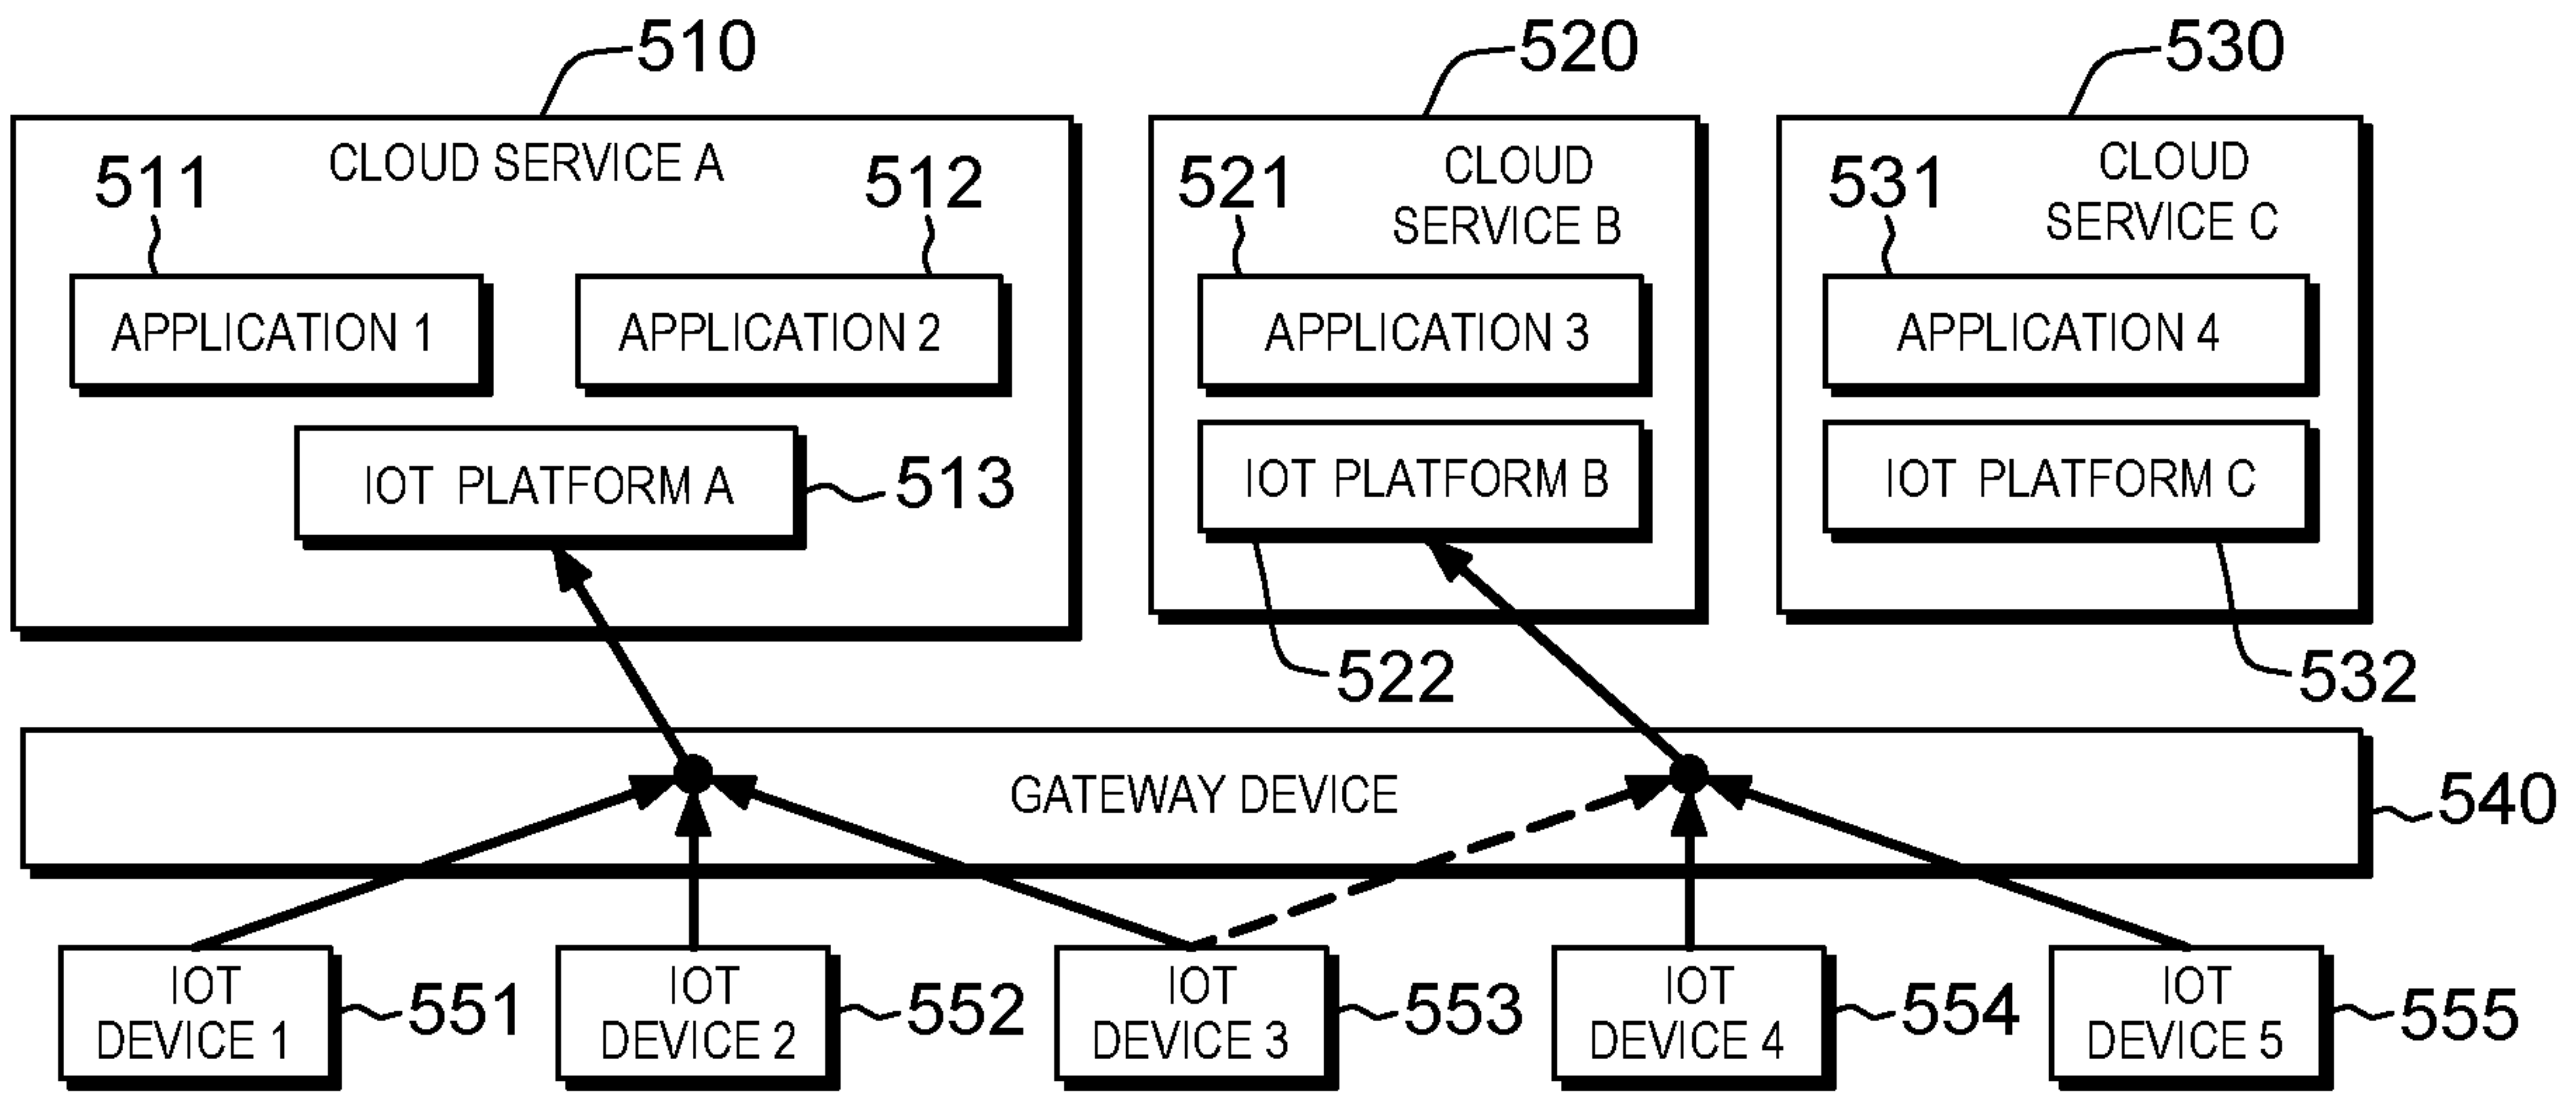 510
520
530
CLOUD SERVICE A
511
512
APPLICATION 1
APPLICATION 2
IOT PLATFORM A
513
CLOUD
SERVICE B
521
APPLICATION 3
IOT PLATFORM B
522
CLOUD
SERVICE C
531
APPLICATION 4
IOT PLATFORM C
532
GATEWAY DEVICE
540
IOT
DEVICE 1
551
IOT
DEVICE 2
552
IOT
DEVICE 3
553
IOT
DEVICE 4
554
IOT
DEVICE 5
555